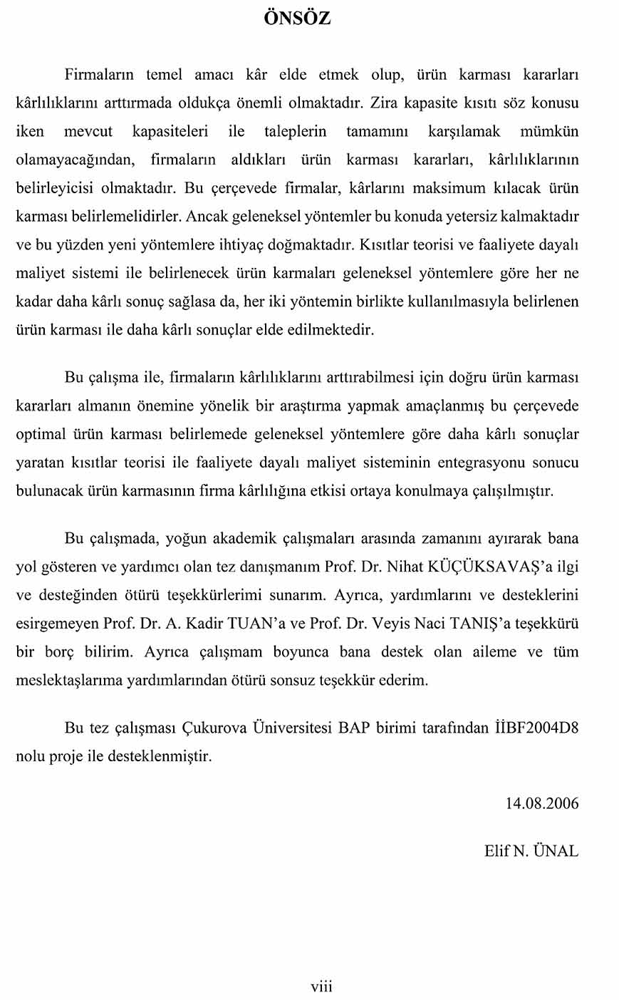 ÖNSÖZ
Firmaların temel amacı kâr elde etmek olup, ürün karması kararları
kârlılıklarını arttırmada oldukça önemli olmaktadır. Zira kapasite kısıtı söz konusu
iken mevcut kapasiteleri ile taleplerin tamamını karşılamak mümkün
olamayacağından, firmaların aldıkları ürün karması kararları, kârlılıklarının
belirleyicisi olmaktadır. Bu çerçevede firmalar, kârlarını maksimum kılacak ürün
karması belirlemelidirler. Ancak geleneksel yöntemler bu konuda yetersiz kalmaktadır
ve bu yüzden yeni yöntemlere ihtiyaç doğmaktadır. Kısıtlar teorisi ve faaliyete dayalı
maliyet sistemi ile belirlenecek ürün karmaları geleneksel yöntemlere göre her ne
kadar daha kârlı sonuç sağlasa da, her iki yöntemin birlikte kullanılmasıyla belirlenen
ürün karması ile daha kârlı sonuçlar elde edilmektedir.
Bu çalışma ile, firmaların kârlılıklarını arttırabilmesi için doğru ürün karması
kararları almanın önemine yönelik bir araştırma yapmak amaçlanmış bu çerçevede
optimal ürün karması belirlemede geleneksel yöntemlere göre daha kârlı sonuçlar
yaratan kısıtlar teorisi ile faaliyete dayalı maliyet sisteminin entegrasyonu sonucu
bulunacak ürün karmasının firma kârlılığına etkisi ortaya konulmaya çalışılmıştır.
Bu çalışmada, yoğun akademik çalışmaları arasında zamanını ayırarak bana
yol gösteren ve yardımcı olan tez danışmanım Prof. Dr. Nihat KÜÇÜKSAVAŞ’a ilgi
ve desteğinden ötürü teşekkürlerimi sunarım. Ayrıca, yardımlarını ve desteklerini
esirgemeyen Prof. Dr. A. Kadir TUAN’a ve Prof. Dr. Veyis Naci TANIŞ’a teşekkürü
bir borç bilirim. Ayrıca çalışmam boyunca bana destek olan aileme ve tüm
meslektaşlarıma yardımlarından ötürü sonsuz teşekkür ederim.
Bu tez çalışması Çukurova Üniversitesi BAP birimi tarafından İİBF2004D8
nolu proje ile desteklenmiştir.
14.08.2006
Elif N. ÜNAL
viii